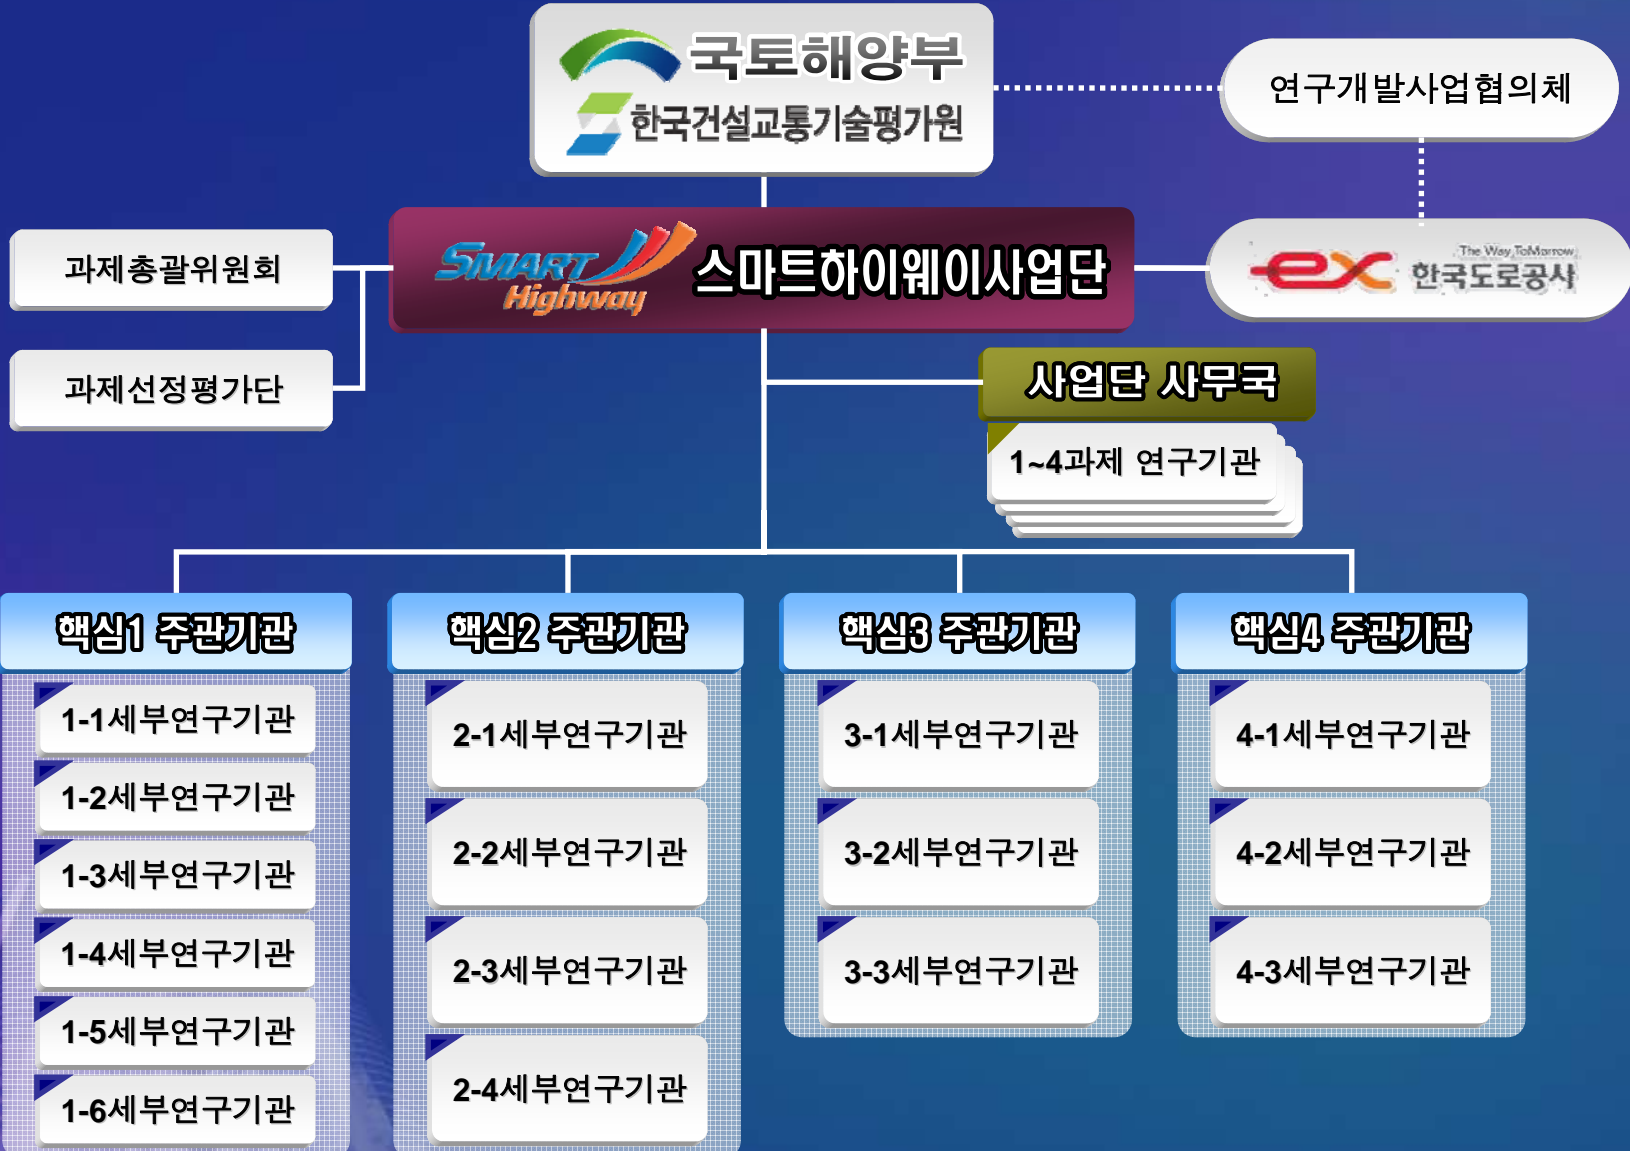 국토해양부
한국건설교통기술평가원
연구개발사업협의체
과제총괄위원회
SMART Highway 스마트하이웨이사업단
The Way ToMorrow
ex 한국도로공사
과제선정평가단
사업단 사무국
1~4과제 연구기관
핵심1 주관기관
1-1세부연구기관
1-2세부연구기관
1-3세부연구기관
1-4세부연구기관
1-5세부연구기관
1-6세부연구기관
핵심2 주관기관
2-1세부연구기관
2-2세부연구기관
2-3세부연구기관
2-4세부연구기관
핵심3 주관기관
3-1세부연구기관
3-2세부연구기관
3-3세부연구기관
핵심4 주관기관
4-1세부연구기관
4-2세부연구기관
4-3세부연구기관